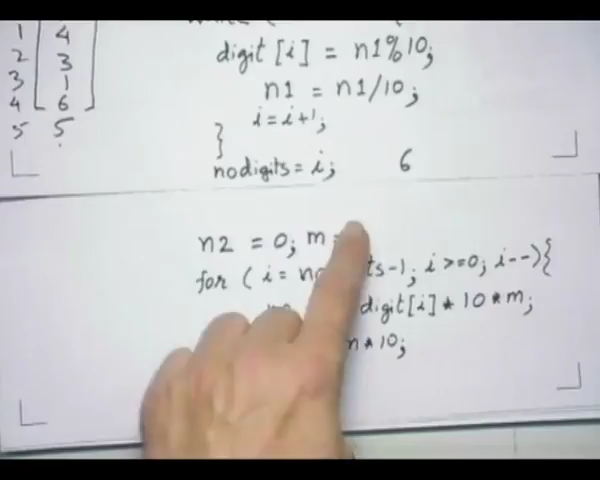 1 4
2 3
3 1
4 6
5 5
digit[i] = n1%10;
n1 = n1/10;
i=i+1;
}
nodigits=i; 6
n2 = 0; m =
for (i= no ts-1; i>=0; i--){
digit[i]*10*m;
*10;